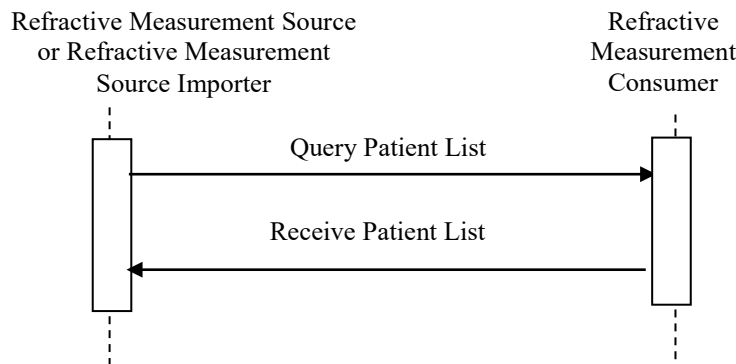 Refractive Measurement Source
or Refractive Measurement
Source Importer
Refractive
Measurement
Consumer
Query Patient List
Receive Patient List